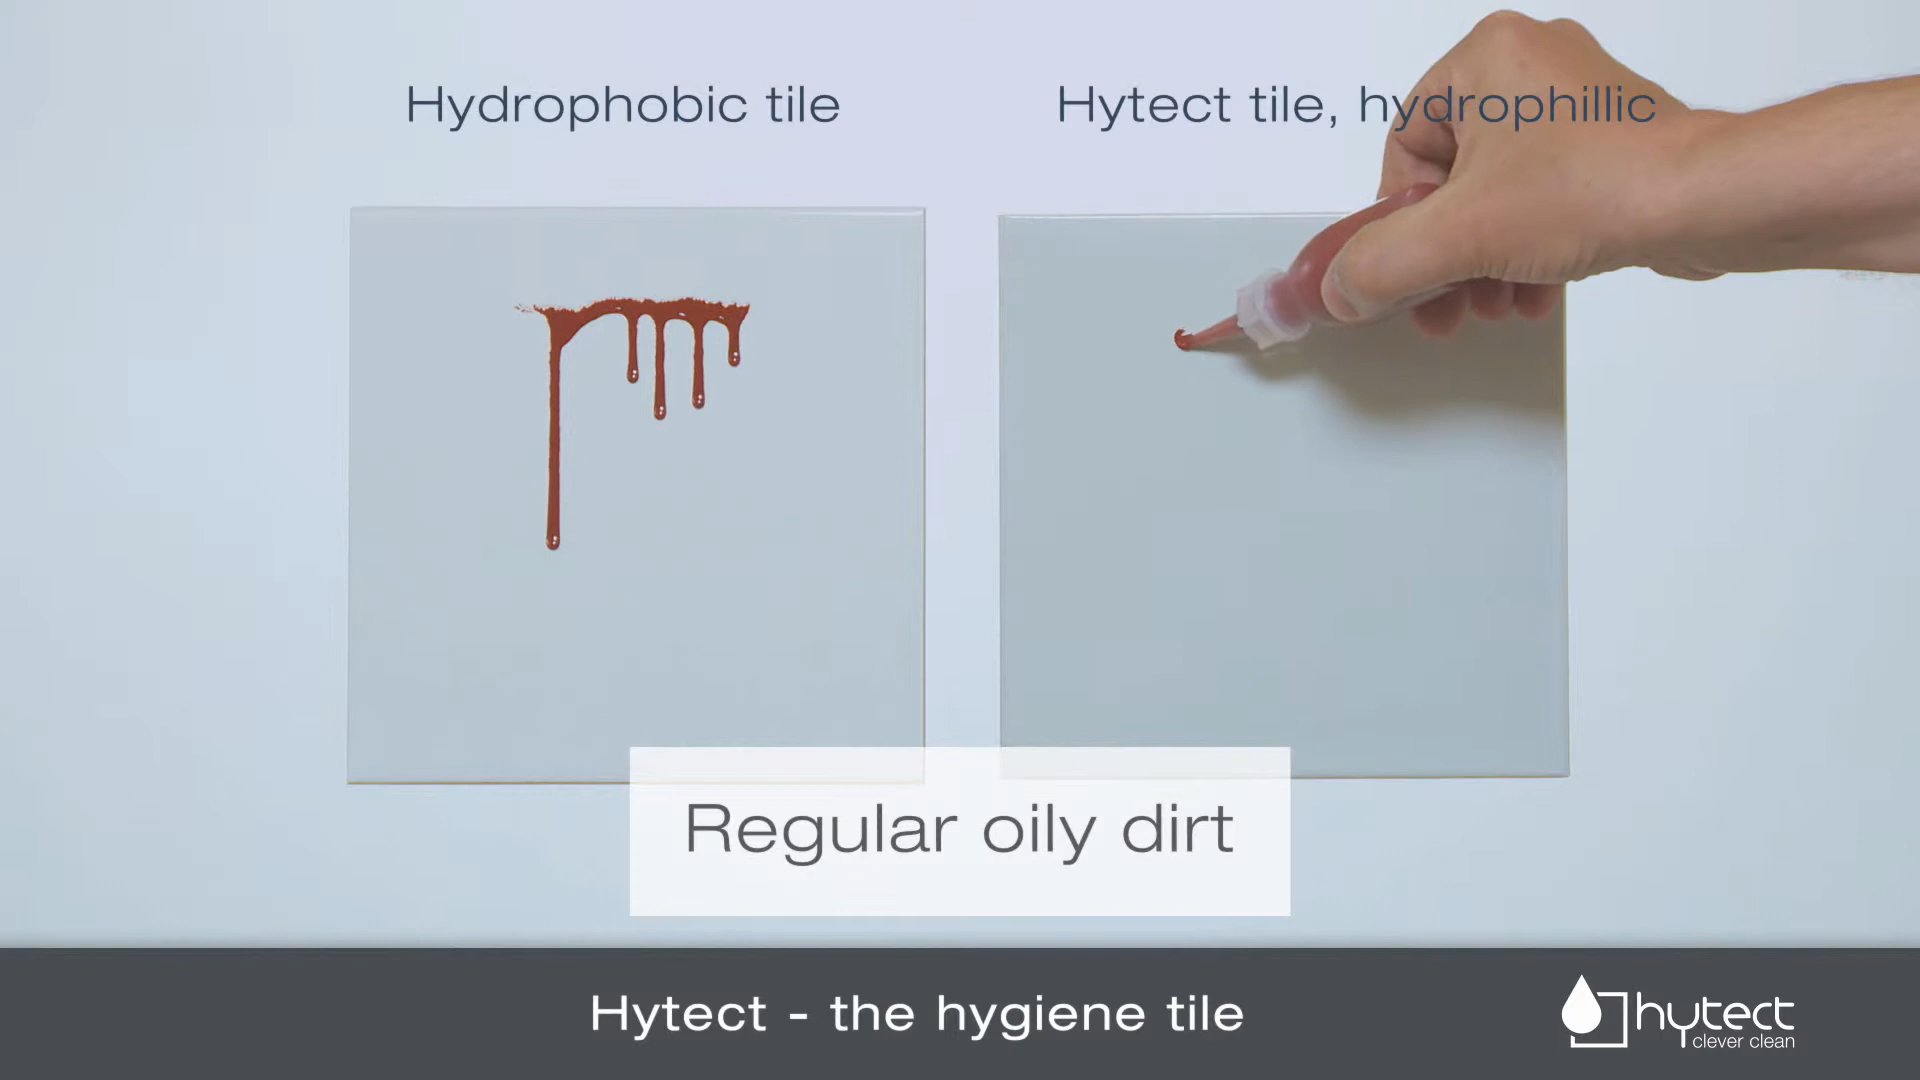 Hydrophobic tile
Hytect tile, hydrophillic
Regular oily dirt
Hytect - the hygiene tile
hytect
clever clean